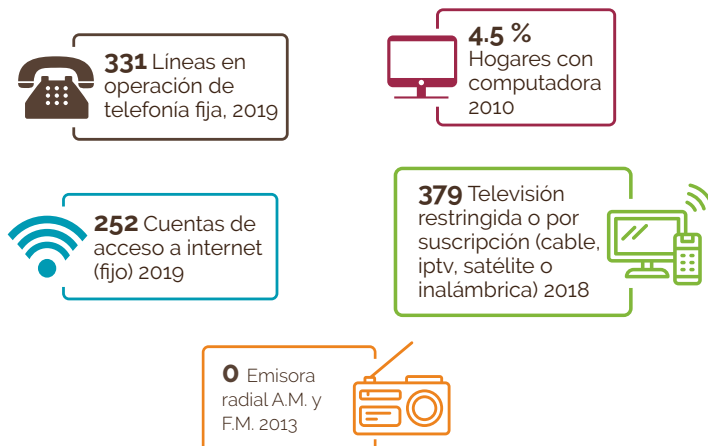 331 Líneas en
operación de
telefonía fija, 2019
4.5 %
Hogares con
computadora
2010
252 Cuentas de
acceso a internet
(fijo) 2019
379 Televisión
restringida o por
suscripción (cable,
iptv, satélite o
inalámbrica) 2018
0 Emisora
radial A.M. y
F.M. 2013